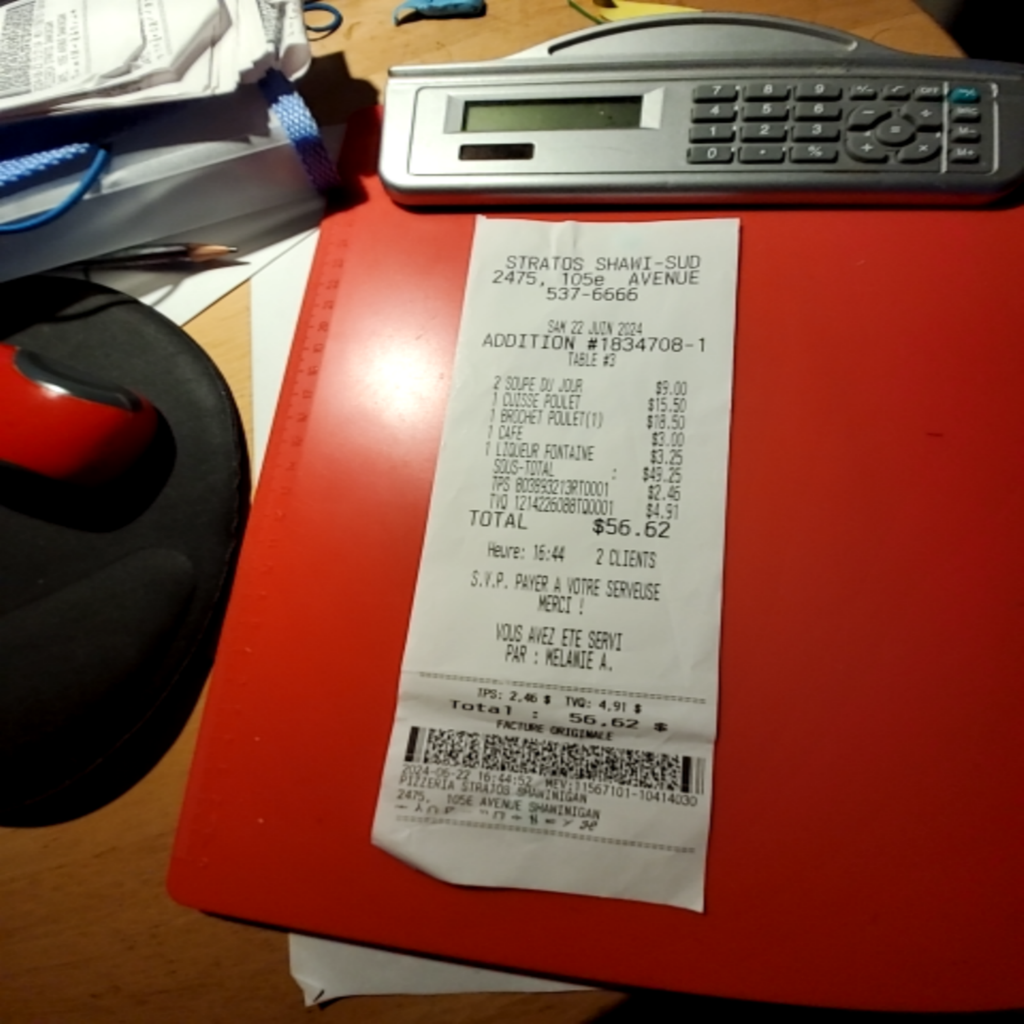 STRATOS SHAWI-SUD
2475, 105e AVENUE
537-6666
SAM 22 JUIN 2024
ADDITION #1834708-1
TABLE #3
2 SOUPE DU JOUR $9.00
1 CUISSE POULET $15.50
1 BROCHET POULET(1) $18.50
1 CAFE $3.00
1 LIQUEUR FONTAINE $3.25
SOUS-TOTAL : $49.25
TPS 803893213RT0001 $2.46
TVQ 1214226088TQ0001 $4.91
TOTAL $56.62
Heure: 16:44 2 CLIENTS
S.V.P. PAYER A VOTRE SERVEUSE
MERCI !
VOUS AVEZ ETE SERVI
PAR : MELANIE A.
TPS: 2.46 $ TVQ: 4.91 $
Total : 56.62 $
FACTURE ORIGINALE
2024-06-22 16:44:52 MEV:11567101-10414030
PIZZERIA STRATOS SHAWINIGAN
2475, 105E AVENUE SHAWINIGAN
7 8 9 +/- √ OFF
4 5 6 - ÷
1 2 3 = M-
0 . % + × M+